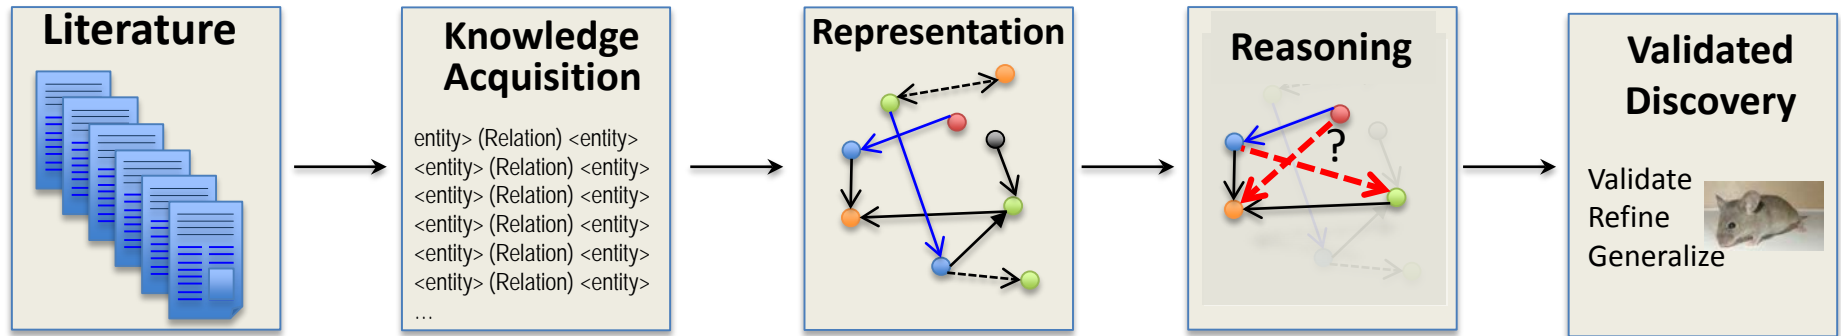 Literature
Knowledge
Acquisition
entity> (Relation) <entity>
<entity> (Relation) <entity>
<entity> (Relation) <entity>
<entity> (Relation) <entity>
<entity> (Relation) <entity>
<entity> (Relation) <entity>
...
Representation
Reasoning
?
Validated
Discovery
Validate
Refine
Generalize